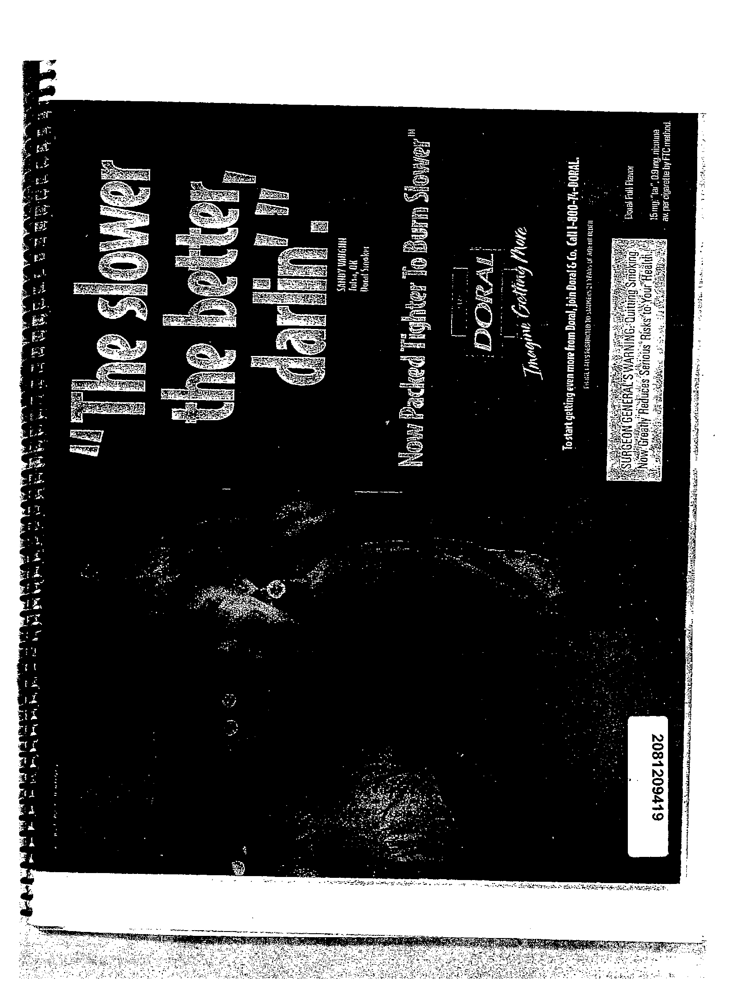 "The slower
the better,
darlin'."
SANDY VAUGHN
Tulsa, OK
Doral Smoker
Now Packed Tighter To Burn Slower™
DORAL
Imagine Getting More.
To start getting even more from Doral, join Doral & Co. Call 1-800-74-DORAL.
Doral Full Flavor
15 mg. "tar", 0.9 mg. nicotine
av. per cigarette by FTC method.
SURGEON GENERAL'S WARNING: Quitting Smoking
Now Greatly Reduces Serious Risks to Your Health.
2081209419